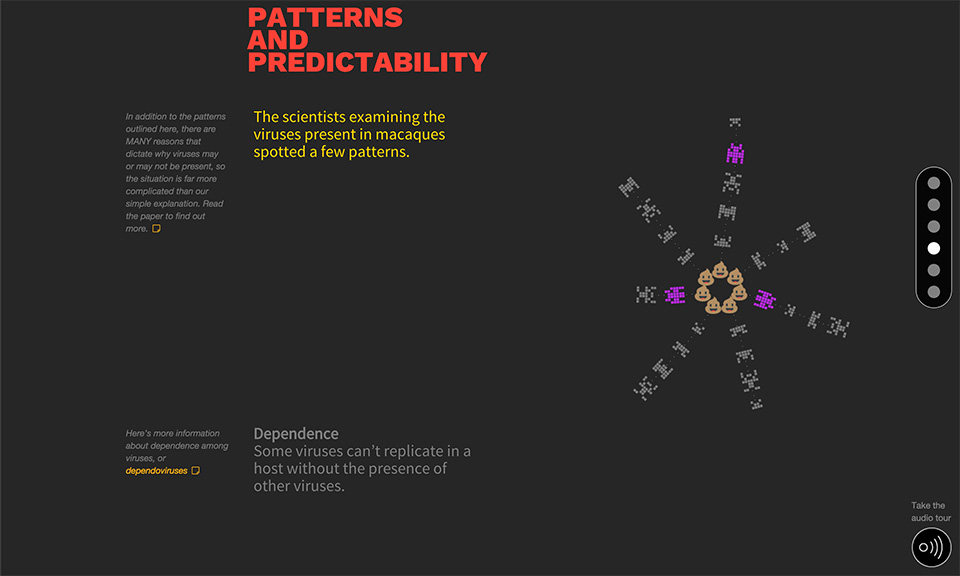 PATTERNS
AND
PREDICTABILITY
In addition to the patterns
outlined here, there are
MANY reasons that
dictate why viruses may
or may not be present, so
the situation is far more
complicated than our
simple explanation. Read
the paper to find out
more.
The scientists examining the
viruses present in macaques
spotted a few patterns.
Here's more information
about dependence among
viruses, or
dependoviruses
Dependence
Some viruses can’t replicate in a
host without the presence of
other viruses.
Take the
audio tour